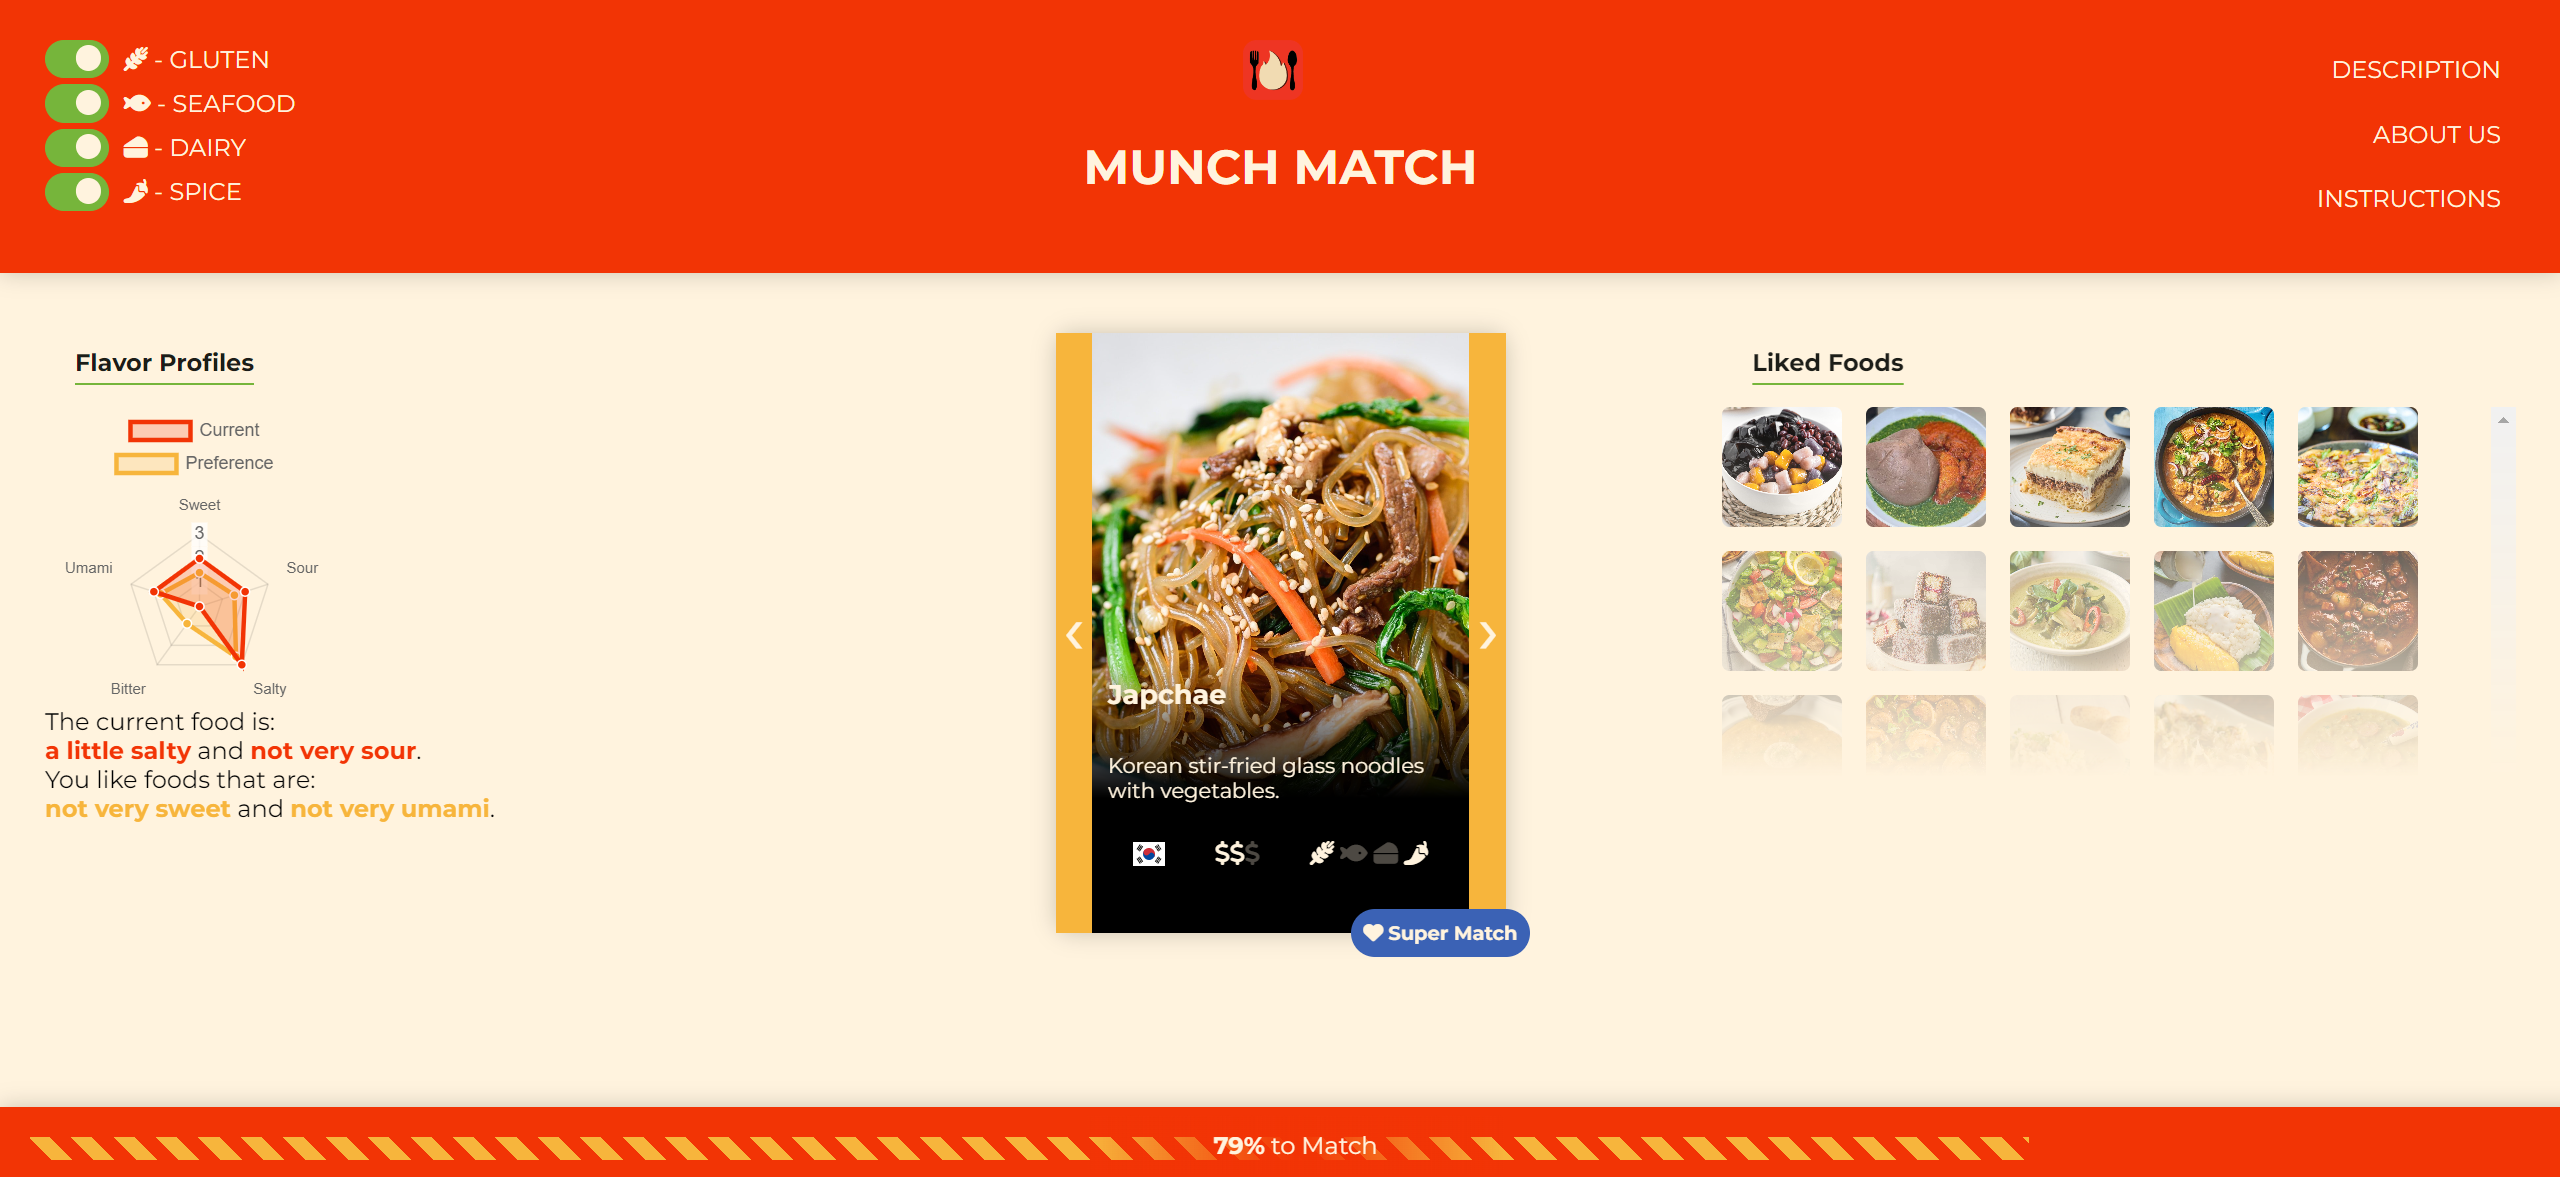 - GLUTEN
- SEAFOOD
- DAIRY
- SPICE
MUNCH MATCH
DESCRIPTION
ABOUT US
INSTRUCTIONS
Flavor Profiles
Current
Preference
Sweet
3
Umami
Sour
Bitter
Salty
The current food is:
a little salty and not very sour.
You like foods that are:
not very sweet and not very umami.
Japchae
Korean stir-fried glass noodles
with vegetables.
$$$
Super Match
Liked Foods
79% to Match